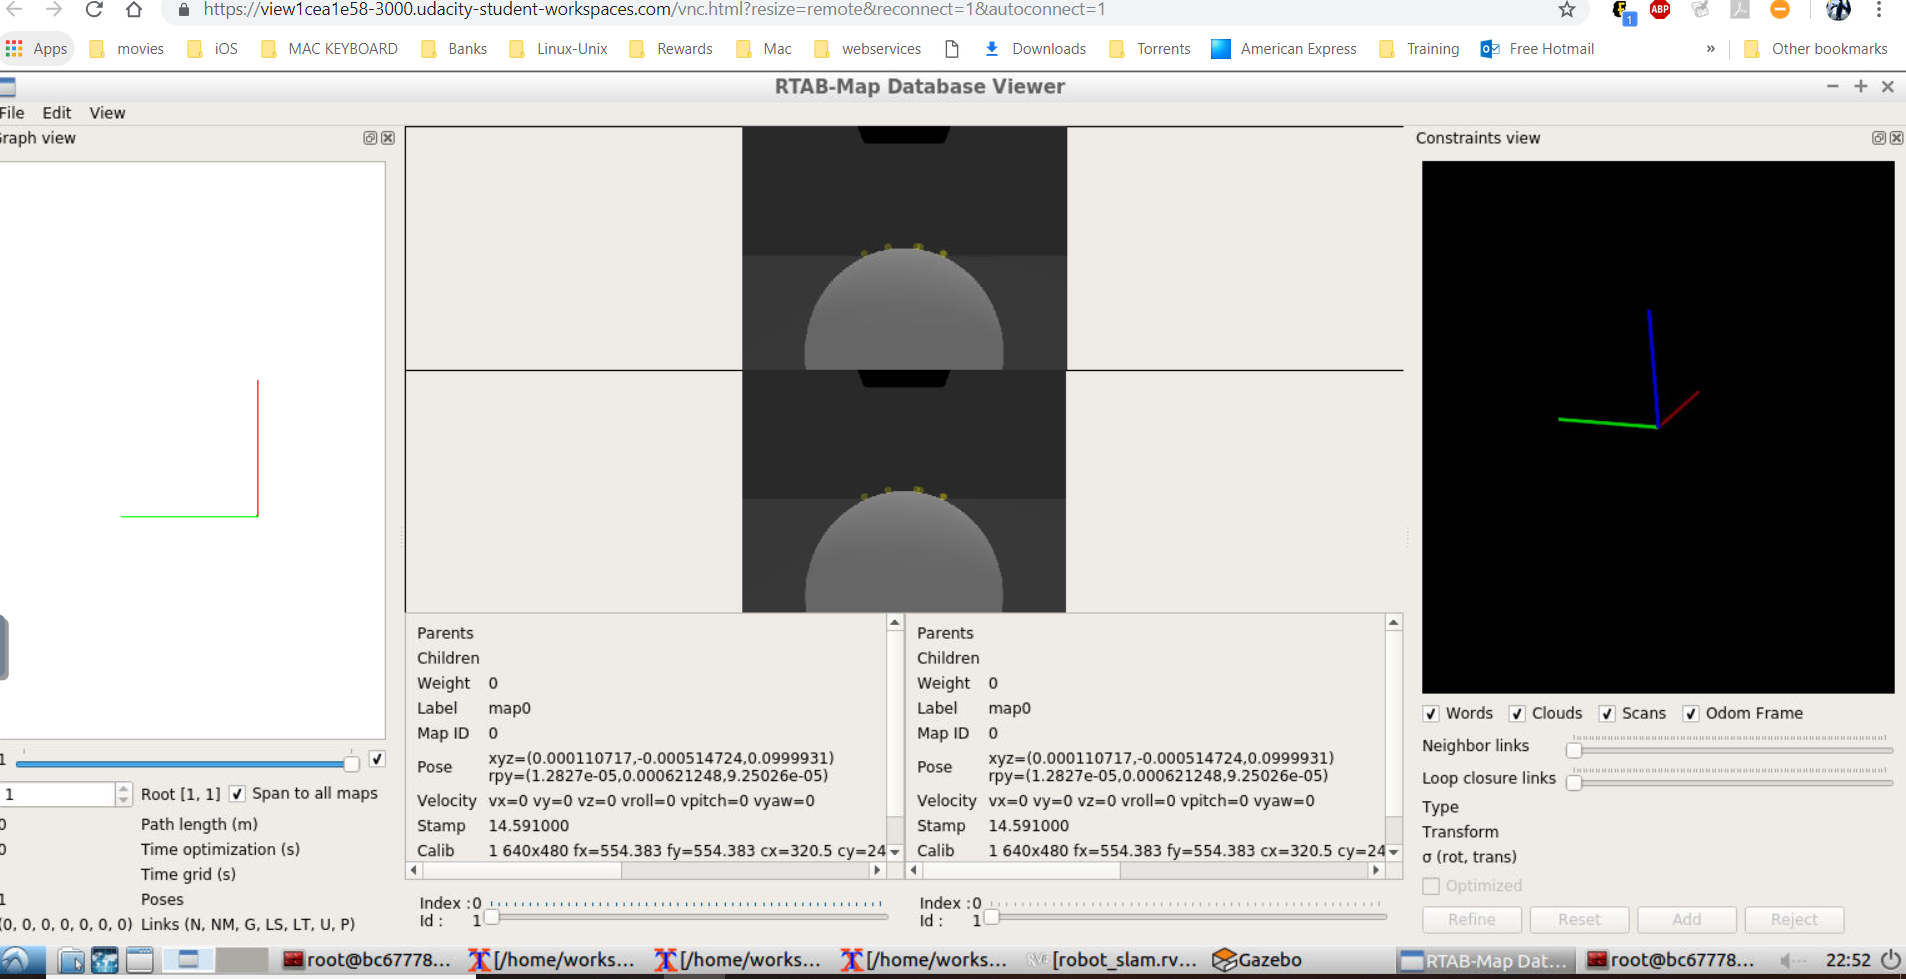 https://view1cea1e58-3000.udacity-student-workspaces.com/vnc.html?resize=remote&reconnect=1&autoconnect=1
1
ABP
Apps movies iOS MAC KEYBOARD Banks Linux-Unix Rewards Mac webservices Downloads Torrents American Express Training Free Hotmail » Other bookmarks
RTAB-Map Database Viewer
File Edit View
Graph view
Constraints view
Parents
Children
Weight 0
Label map0
Map ID 0
Pose xyz=(0.000110717,-0.000514724,0.0999931)
rpy=(1.2827e-05,0.000621248,9.25026e-05)
Velocity vx=0 vy=0 vz=0 vroll=0 vpitch=0 vyaw=0
Stamp 14.591000
Calib 1 640x480 fx=554.383 fy=554.383 cx=320.5 cy=24
Index :0
Id : 1
Parents
Children
Weight 0
Label map0
Map ID 0
Pose xyz=(0.000110717,-0.000514724,0.0999931)
rpy=(1.2827e-05,0.000621248,9.25026e-05)
Velocity vx=0 vy=0 vz=0 vroll=0 vpitch=0 vyaw=0
Stamp 14.591000
Calib 1 640x480 fx=554.383 fy=554.383 cx=320.5 cy=24
Index :0
Id : 1
1
1 Root [1, 1] Span to all maps
0 Path length (m)
0 Time optimization (s)
Time grid (s)
1 Poses
(0, 0, 0, 0, 0, 0, 0) Links (N, NM, G, LS, LT, U, P)
Words Clouds Scans Odom Frame
Neighbor links
Loop closure links
Type
Transform
σ (rot, trans)
Optimized
Refine Reset Add Reject
root@bc67778... [/home/works... [/home/works... [/home/works... [robot_slam.rv... Gazebo RTAB-Map Dat... root@bc67778... 22:52